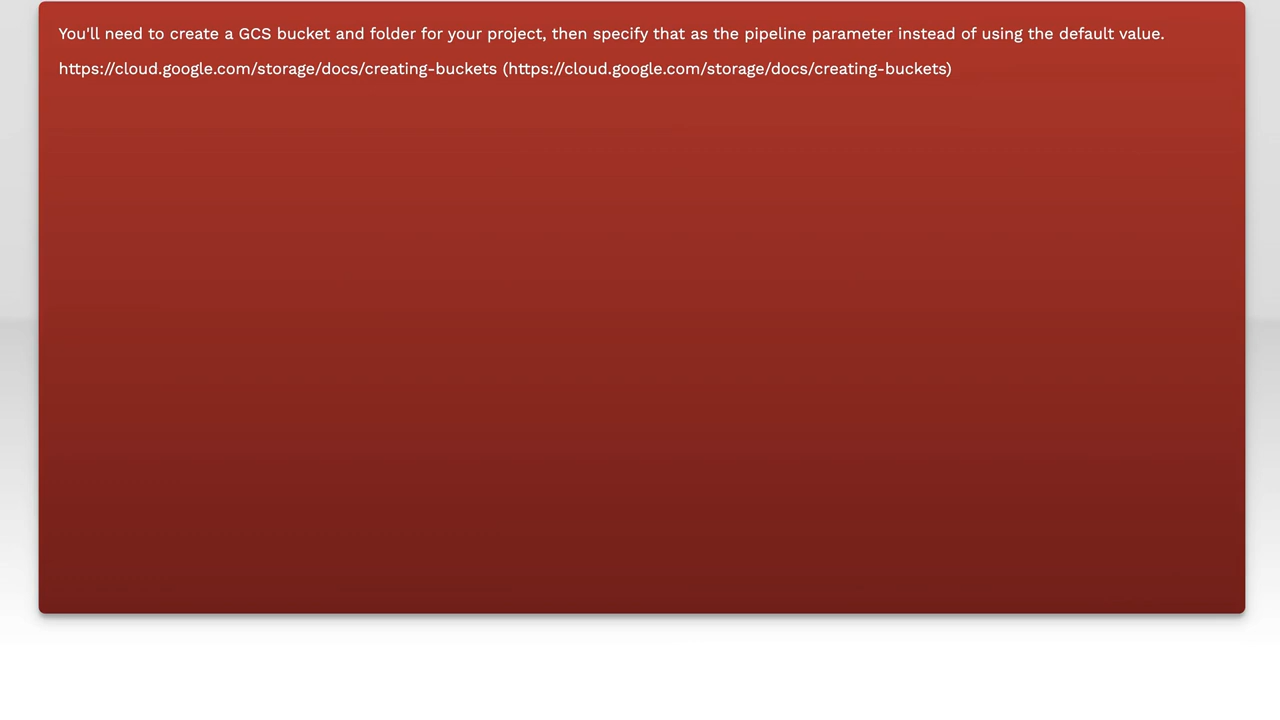 You'll need to create a GCS bucket and folder for your project, then specify that as the pipeline parameter instead of using the default value.
https://cloud.google.com/storage/docs/creating-buckets (https://cloud.google.com/storage/docs/creating-buckets)